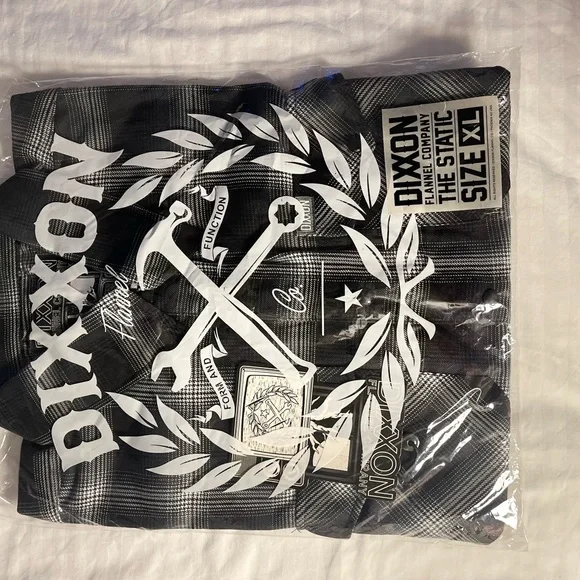 DIXXON
Flannel
Co.
FORM AND
FUNCTION
DIXXON
FLANNEL COMPANY
THE STATIC
SIZE XL
DIXXON